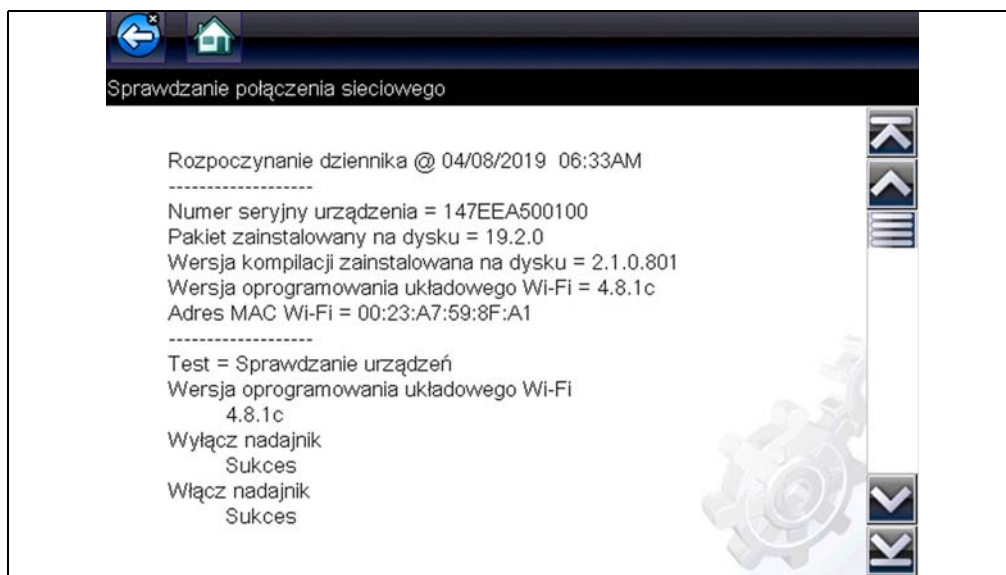 Sprawdzanie połączenia sieciowego
Rozpoczynanie dziennika @ 04/08/2019 06:33AM
-------------------
Numer seryjny urządzenia = 147EEA500100
Pakiet zainstalowany na dysku = 19.2.0
Wersja kompilacji zainstalowana na dysku = 2.1.0.801
Wersja oprogramowania układowego Wi-Fi = 4.8.1c
Adres MAC Wi-Fi = 00:23:A7:59:8F:A1
-------------------
Test = Sprawdzanie urządzeń
Wersja oprogramowania układowego Wi-Fi
4.8.1c
Wyłącz nadajnik
Sukces
Włącz nadajnik
Sukces